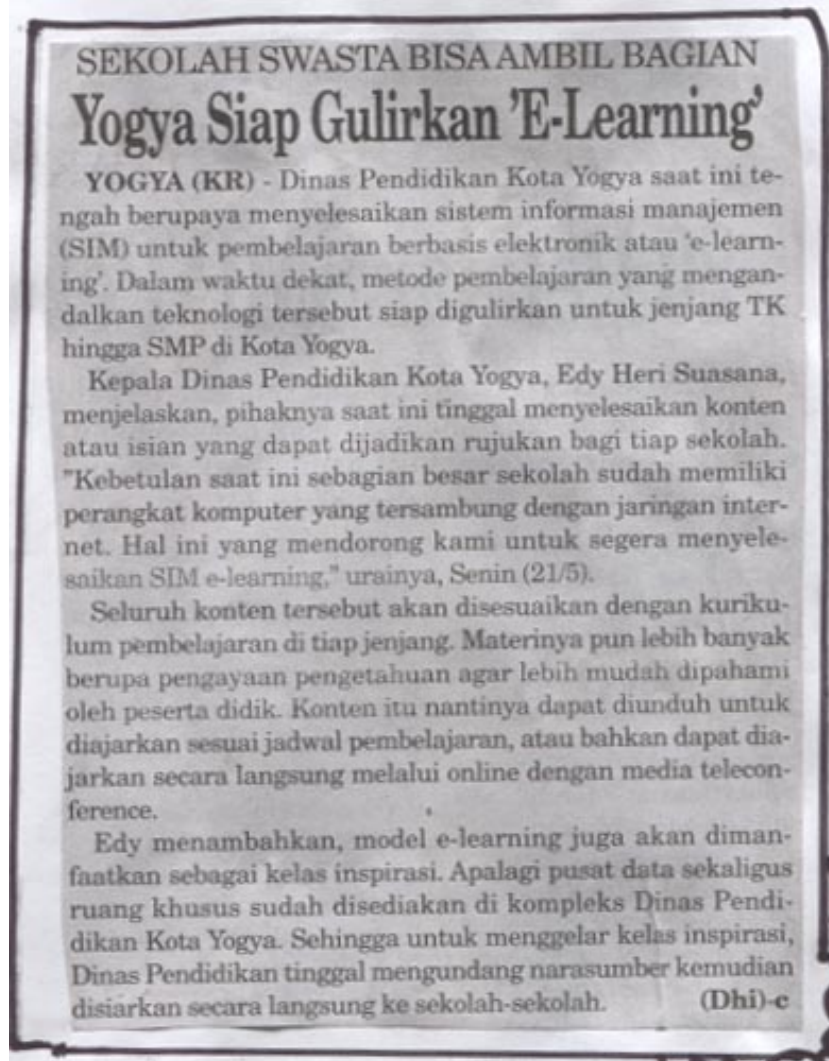 SEKOLAH SWASTA BISA AMBIL BAGIAN
Yogya Siap Gulirkan 'E-Learning'
YOGYA (KR) - Dinas Pendidikan Kota Yogya saat ini te-
ngah berupaya menyelesaikan sistem informasi manajemen
(SIM) untuk pembelajaran berbasis elektronik atau 'e-learn-
ing'. Dalam waktu dekat, metode pembelajaran yang mengan-
dalkan teknologi tersebut siap digulirkan untuk jenjang TK
hingga SMP di Kota Yogya.
Kepala Dinas Pendidikan Kota Yogya, Edy Heri Suasana,
menjelaskan, pihaknya saat ini tinggal menyelesaikan konten
atau isian yang dapat dijadikan rujukan bagi tiap sekolah.
"Kebetulan saat ini sebagian besar sekolah sudah memiliki
perangkat komputer yang tersambung dengan jaringan inter-
net. Hal ini yang mendorong kami untuk segera menyele-
saikan SIM e-learning," urainya, Senin (21/5).
Seluruh konten tersebut akan disesuaikan dengan kuriku-
lum pembelajaran di tiap jenjang. Materinya pun lebih banyak
berupa pengayaan pengetahuan agar lebih mudah dipahami
oleh peserta didik. Konten itu nantinya dapat diunduh untuk
diajarkan sesuai jadwal pembelajaran, atau bahkan dapat dia-
jarkan secara langsung melalui online dengan media telecon-
ference.
Edy menambahkan, model e-learning juga akan diman-
faatkan sebagai kelas inspirasi. Apalagi pusat data sekaligus
ruang khusus sudah disediakan di kompleks Dinas Pendi-
dikan Kota Yogya. Sehingga untuk menggelar kelas inspirasi,
Dinas Pendidikan tinggal mengundang narasumber kemudian
disiarkan secara langsung ke sekolah-sekolah. (Dhi)-c